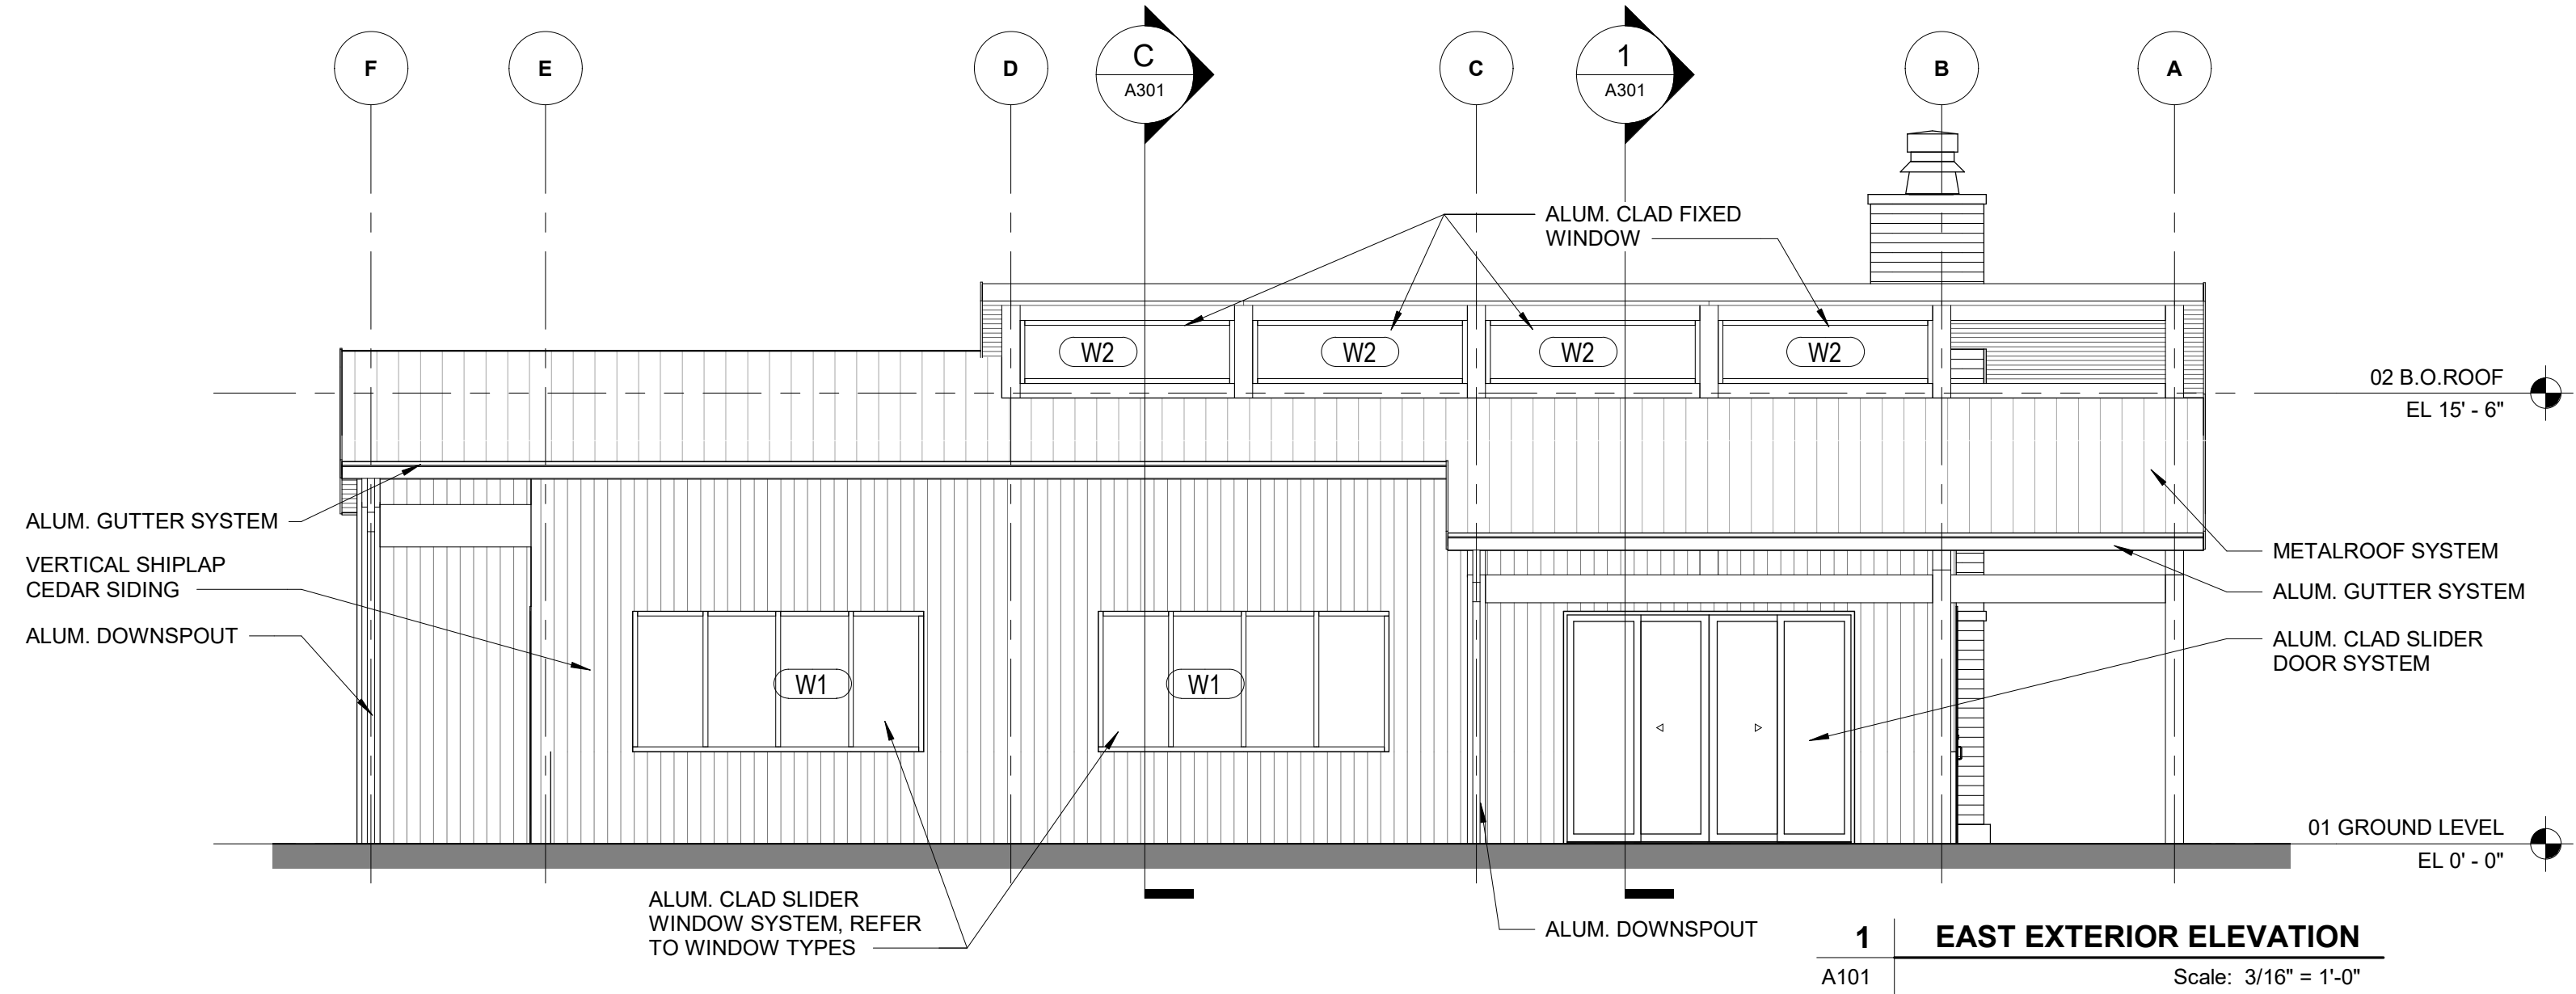 F
E
D
C
A301
C
1
A301
B
A
ALUM. CLAD FIXED
WINDOW
W2
W2
W2
W2
02 B.O.ROOF
EL 15' - 6"
ALUM. GUTTER SYSTEM
VERTICAL SHIPLAP
CEDAR SIDING
ALUM. DOWNSPOUT
METALROOF SYSTEM
ALUM. GUTTER SYSTEM
ALUM. CLAD SLIDER
DOOR SYSTEM
W1
W1
01 GROUND LEVEL
EL 0' - 0"
ALUM. CLAD SLIDER
WINDOW SYSTEM, REFER
TO WINDOW TYPES
ALUM. DOWNSPOUT
1
EAST EXTERIOR ELEVATION
A101
Scale: 3/16" = 1'-0"